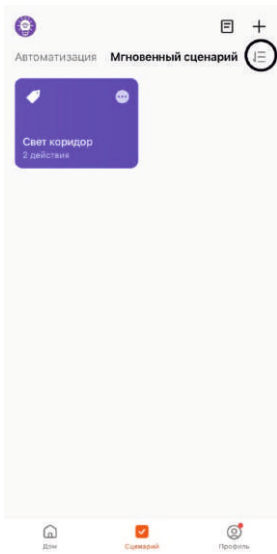 Автоматизация Мгновенный сценарий
Свет коридор
2 действия
Дом Сценарий Профиль